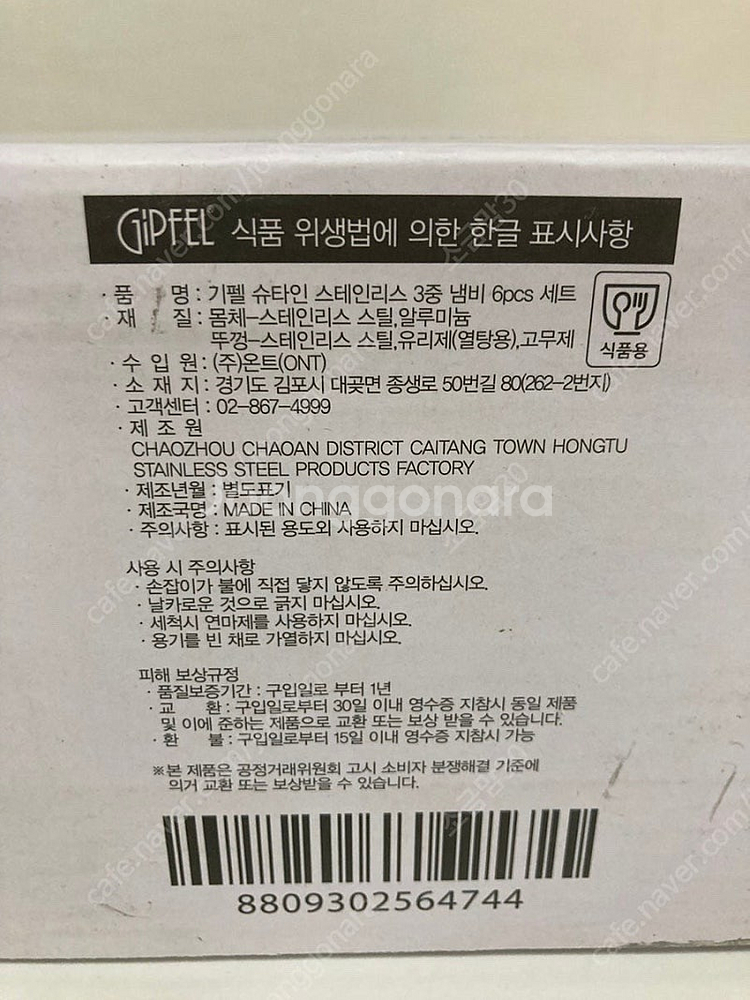 GiPFEL 식품 위생법에 의한 한글 표시사항
· 품 명 : 기펠 슈타인 스테인리스 3중 냄비 6pcs 세트
· 재 질 : 몸체-스테인리스 스틸,알루미늄
뚜껑-스테인리스 스틸,유리제(열탕용),고무제
식품용
· 수 입 원 : (주)온트(ONT)
· 소 재 지 : 경기도 김포시 대곶면 종생로 50번길 80(262-2번지)
· 고객센터 : 02-867-4999
· 제 조 원
CHAOZHOU CHAOAN DISTRICT CAITANG TOWN HONGTU
STAINLESS STEEL PRODUCTS FACTORY
· 제조년월 : 별도표기
· 제조국명 : MADE IN CHINA
· 주의사항 : 표시된 용도외 사용하지 마십시오.
사용 시 주의사항
· 손잡이가 불에 직접 닿지 않도록 주의하십시오.
· 날카로운 것으로 긁지 마십시오.
· 세척시 연마제를 사용하지 마십시오.
· 용기를 빈 채로 가열하지 마십시오.
피해 보상규정
· 품질보증기간 : 구입일로 부터 1년
· 교 환 : 구입일로부터 30일 이내 영수증 지참시 동일 제품
및 이에 준하는 제품으로 교환 또는 보상 받을 수 있습니다.
· 환 불 : 구입일로부터 15일 이내 영수증 지참시 가능
※본 제품은 공정거래위원회 고시 소비자 분쟁해결 기준에
의거 교환 또는 보상받을 수 있습니다.
8809302564744
joonggonara
cafe.naver.com/joonggonara